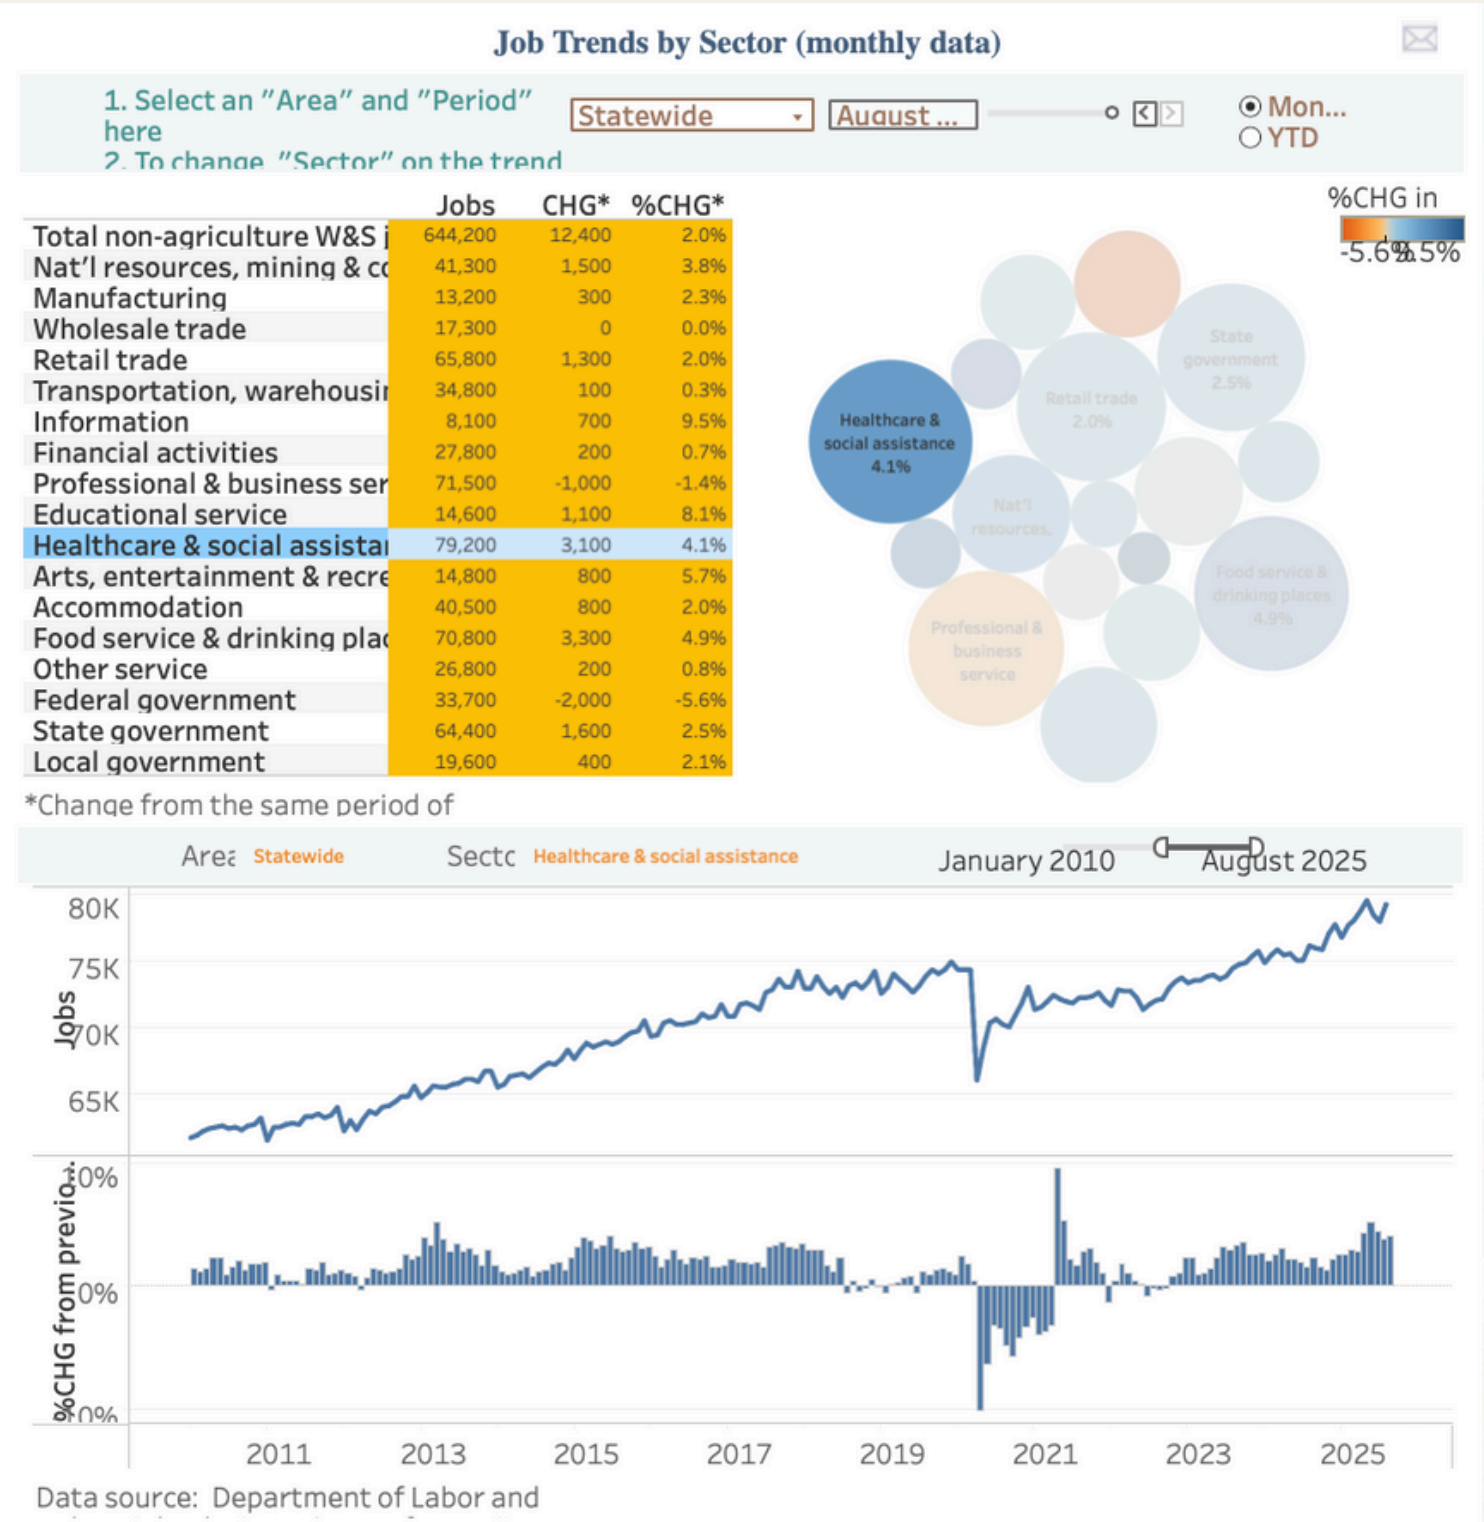 Job Trends by Sector (monthly data)
1. Select an "Area" and "Period"
here
2. To change "Sector" on the trend
Statewide
August ...
Mon...
YTD
Jobs CHG* %CHG*
Total non-agriculture W&S j 644,200 12,400 2.0%
Nat'l resources, mining & cc 41,300 1,500 3.8%
Manufacturing 13,200 300 2.3%
Wholesale trade 17,300 0 0.0%
Retail trade 65,800 1,300 2.0%
Transportation, warehousin 34,800 100 0.3%
Information 8,100 700 9.5%
Financial activities 27,800 200 0.7%
Professional & business ser 71,500 -1,000 -1.4%
Educational service 14,600 1,100 8.1%
Healthcare & social assistan 79,200 3,100 4.1%
Arts, entertainment & recre 14,800 800 5.7%
Accommodation 40,500 800 2.0%
Food service & drinking plac 70,800 3,300 4.9%
Other service 26,800 200 0.8%
Federal government 33,700 -2,000 -5.6%
State government 64,400 1,600 2.5%
Local government 19,600 400 2.1%
*Change from the same period of
%CHG in
-5.6% 9.5%
State
government
2.5%
Retail trade
2.0%
Healthcare &
social assistance
4.1%
Nat'l
resources,
Food service &
drinking places
4.9%
Professional &
business
service
Area Statewide Secto Healthcare & social assistance January 2010 August 2025
80K
75K
70K
65K
Jobs
10%
0%
%CHG from previo...
2011 2013 2015 2017 2019 2021 2023 2025
Data source: Department of Labor and